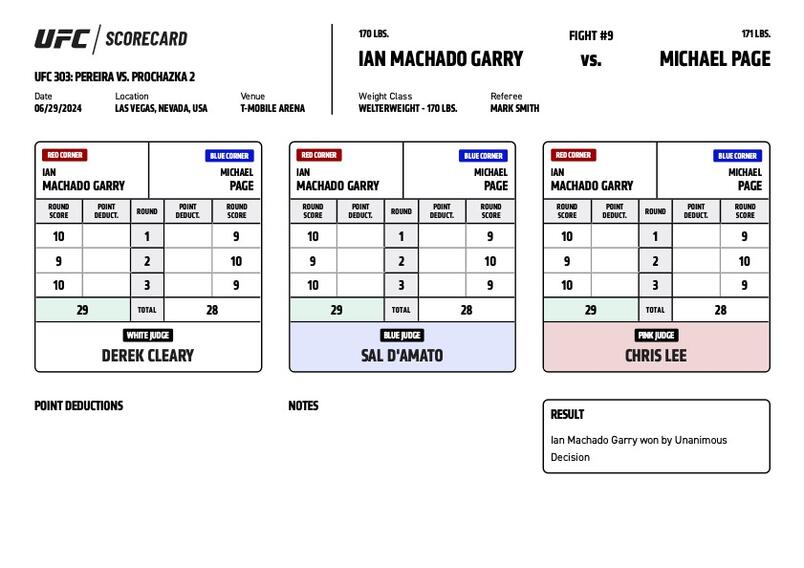 UFC SCORECARD
UFC 303: PEREIRA VS. PROCHAZKA 2
Date Location Venue
06/29/2024 LAS VEGAS, NEVADA, USA T-MOBILE ARENA
170 LBS. FIGHT #9 171 LBS.
IAN MACHADO GARRY VS. MICHAEL PAGE
Weight Class Referee
WELTERWEIGHT - 170 LBS. MARK SMITH
RED CORNER BLUE CORNER
IAN MICHAEL
MACHADO GARRY PAGE
ROUND SCORE POINT DEDUCT. ROUND POINT DEDUCT. ROUND SCORE
10 1 9
9 2 10
10 3 9
29 TOTAL 28
WHITE JUDGE
DEREK CLEARY
RED CORNER BLUE CORNER
IAN MICHAEL
MACHADO GARRY PAGE
ROUND SCORE POINT DEDUCT. ROUND POINT DEDUCT. ROUND SCORE
10 1 9
9 2 10
10 3 9
29 TOTAL 28
BLUE JUDGE
SAL D'AMATO
RED CORNER BLUE CORNER
IAN MICHAEL
MACHADO GARRY PAGE
ROUND SCORE POINT DEDUCT. ROUND POINT DEDUCT. ROUND SCORE
10 1 9
9 2 10
10 3 9
29 TOTAL 28
PINK JUDGE
CHRIS LEE
POINT DEDUCTIONS
NOTES
RESULT
Ian Machado Garry won by Unanimous
Decision